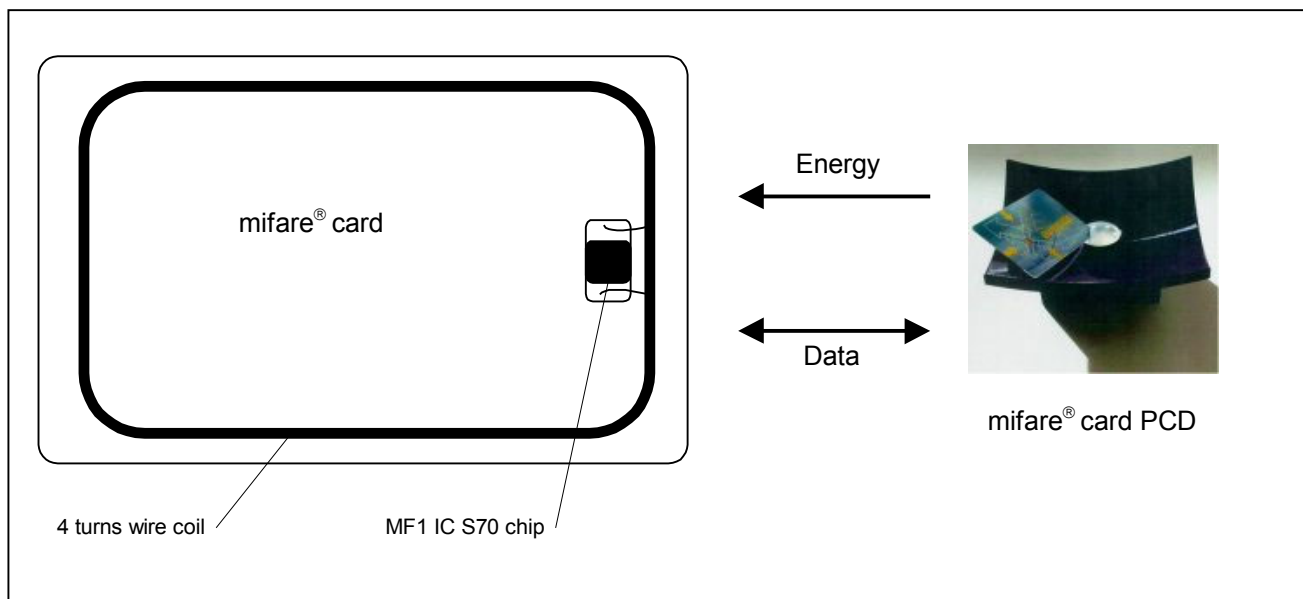 mifare® card
Energy
Data
mifare® card PCD
4 turns wire coil
MF1 IC S70 chip